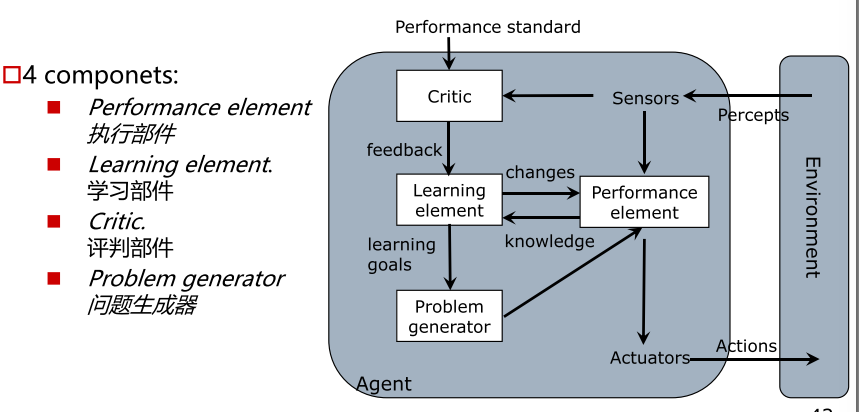 4 componets:
Performance element
执行部件
Learning element.
学习部件
Critic.
评判部件
Problem generator
问题生成器
Performance standard
Critic
Sensors
Percepts
feedback
changes
Learning
element
Performance
element
knowledge
learning
goals
Problem
generator
Actuators
Actions
Agent
Environment